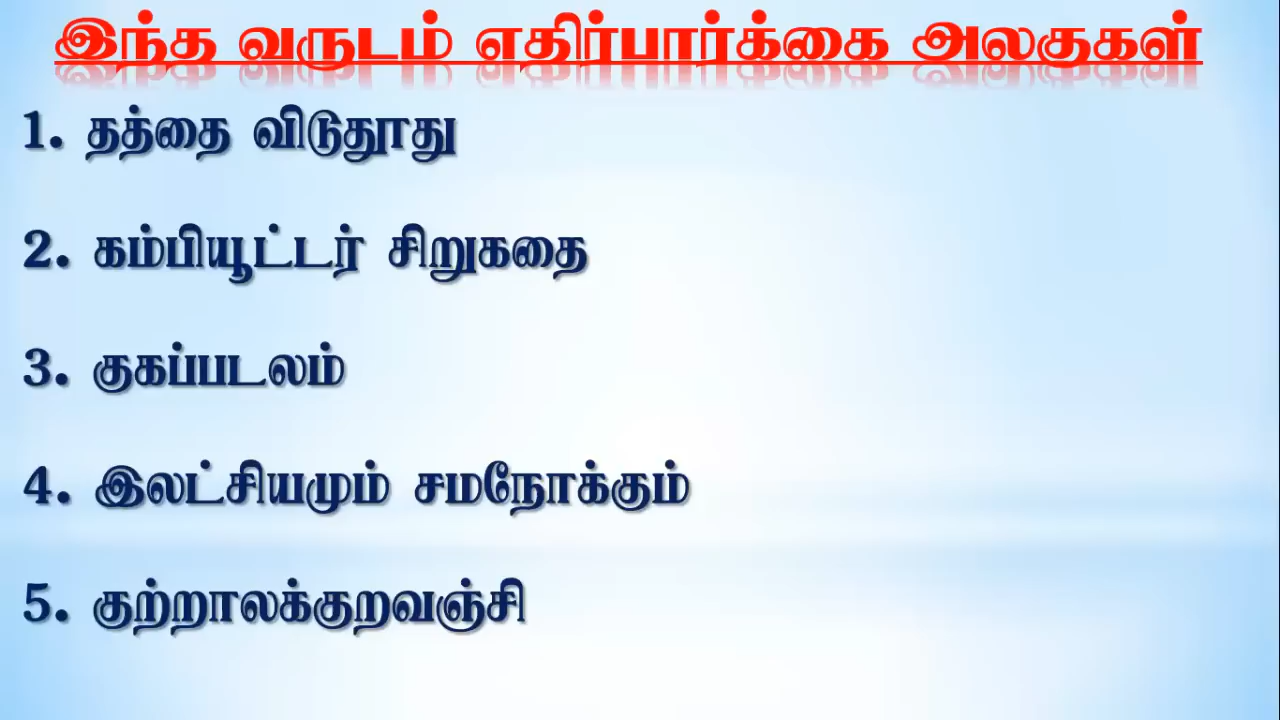 இந்த வருடம் எதிர்பார்க்கை அலகுகள்
1. தத்தை விடுதூது
2. கம்பியூட்டர் சிறுகதை
3. குகப்படலம்
4. இலட்சியமும் சமநோக்கும்
5. குற்றாலக்குறவஞ்சி